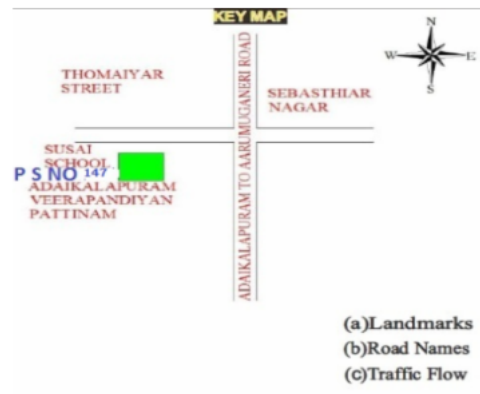 KEY MAP
N
W
E
S
THOMAIYAR
STREET
SEBASTHIAR
NAGAR
ADAIKALAPURAM TO AARUMUGANERI ROAD
SUSAI
SCHOOL
P S NO 147
ADAIKALAPURAM
VEERAPANDIYAN
PATTINAM
(a)Landmarks
(b)Road Names
(c)Traffic Flow